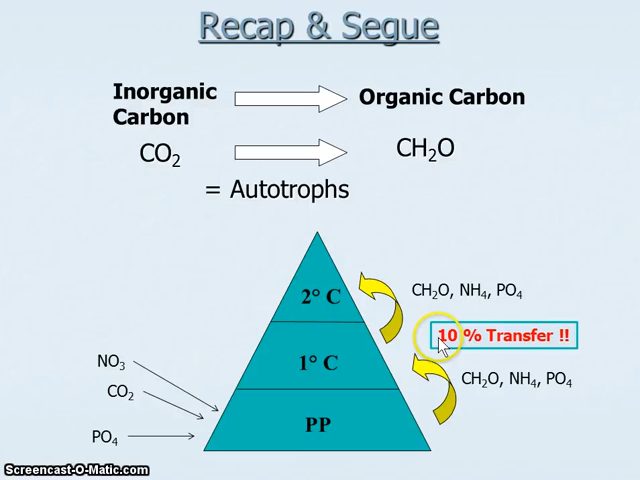 Recap & Segue
Inorganic Carbon
Organic Carbon
CO₂
CH₂O
= Autotrophs
2° C
CH₂O, NH₄, PO₄
10 % Transfer !!
1° C
CH₂O, NH₄, PO₄
NO₃
CO₂
PO₄
PP
Screencast-O-Matic.com